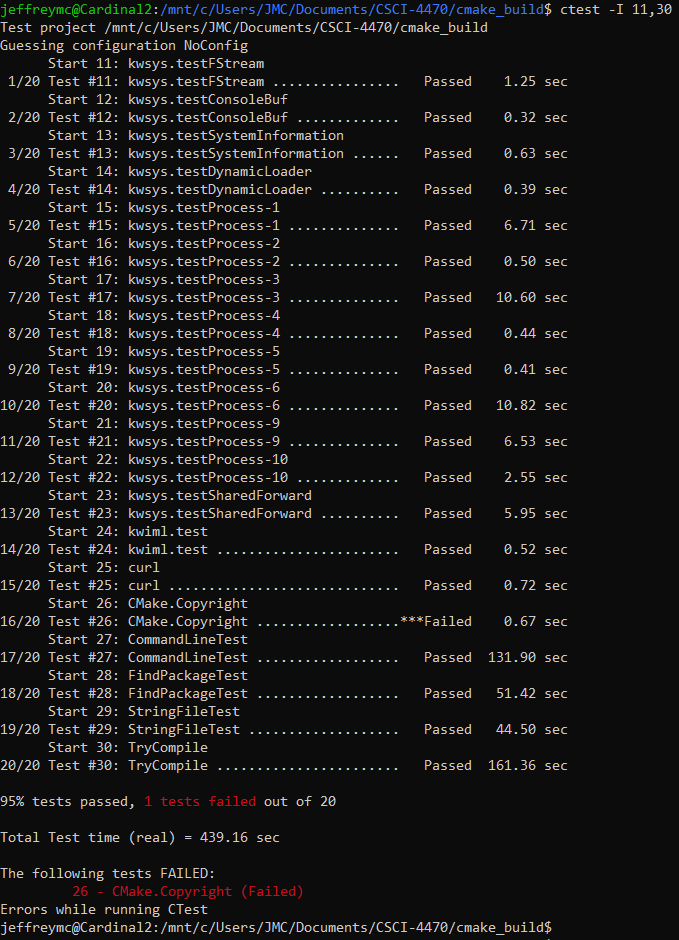 jeffreymc@Cardinal2:/mnt/c/Users/JMC/Documents/CSCI-4470/cmake_build$ ctest -I 11,30
Test project /mnt/c/Users/JMC/Documents/CSCI-4470/cmake_build
Guessing configuration NoConfig
      Start 11: kwsys.testFStream
 1/20 Test #11: kwsys.testFStream ................   Passed    1.25 sec
      Start 12: kwsys.testConsoleBuf
 2/20 Test #12: kwsys.testConsoleBuf .............   Passed    0.32 sec
      Start 13: kwsys.testSystemInformation
 3/20 Test #13: kwsys.testSystemInformation ......   Passed    0.63 sec
      Start 14: kwsys.testDynamicLoader
 4/20 Test #14: kwsys.testDynamicLoader ..........   Passed    0.39 sec
      Start 15: kwsys.testProcess-1
 5/20 Test #15: kwsys.testProcess-1 ..............   Passed    6.71 sec
      Start 16: kwsys.testProcess-2
 6/20 Test #16: kwsys.testProcess-2 ..............   Passed    0.50 sec
      Start 17: kwsys.testProcess-3
 7/20 Test #17: kwsys.testProcess-3 ..............   Passed   10.60 sec
      Start 18: kwsys.testProcess-4
 8/20 Test #18: kwsys.testProcess-4 ..............   Passed    0.44 sec
      Start 19: kwsys.testProcess-5
 9/20 Test #19: kwsys.testProcess-5 ..............   Passed    0.41 sec
      Start 20: kwsys.testProcess-6
10/20 Test #20: kwsys.testProcess-6 ..............   Passed   10.82 sec
      Start 21: kwsys.testProcess-9
11/20 Test #21: kwsys.testProcess-9 ..............   Passed    6.53 sec
      Start 22: kwsys.testProcess-10
12/20 Test #22: kwsys.testProcess-10 .............   Passed    2.55 sec
      Start 23: kwsys.testSharedForward
13/20 Test #23: kwsys.testSharedForward ..........   Passed    5.95 sec
      Start 24: kwiml.test
14/20 Test #24: kwiml.test .......................   Passed    0.52 sec
      Start 25: curl
15/20 Test #25: curl .............................   Passed    0.72 sec
      Start 26: CMake.Copyright
16/20 Test #26: CMake.Copyright ..................***Failed    0.67 sec
      Start 27: CommandLineTest
17/20 Test #27: CommandLineTest ..................   Passed  131.90 sec
      Start 28: FindPackageTest
18/20 Test #28: FindPackageTest ..................   Passed   51.42 sec
      Start 29: StringFileTest
19/20 Test #29: StringFileTest ...................   Passed   44.50 sec
      Start 30: TryCompile
20/20 Test #30: TryCompile .......................   Passed  161.36 sec

95% tests passed, 1 tests failed out of 20

Total Test time (real) = 439.16 sec

The following tests FAILED:
         26 - CMake.Copyright (Failed)
Errors while running CTest
jeffreymc@Cardinal2:/mnt/c/Users/JMC/Documents/CSCI-4470/cmake_build$